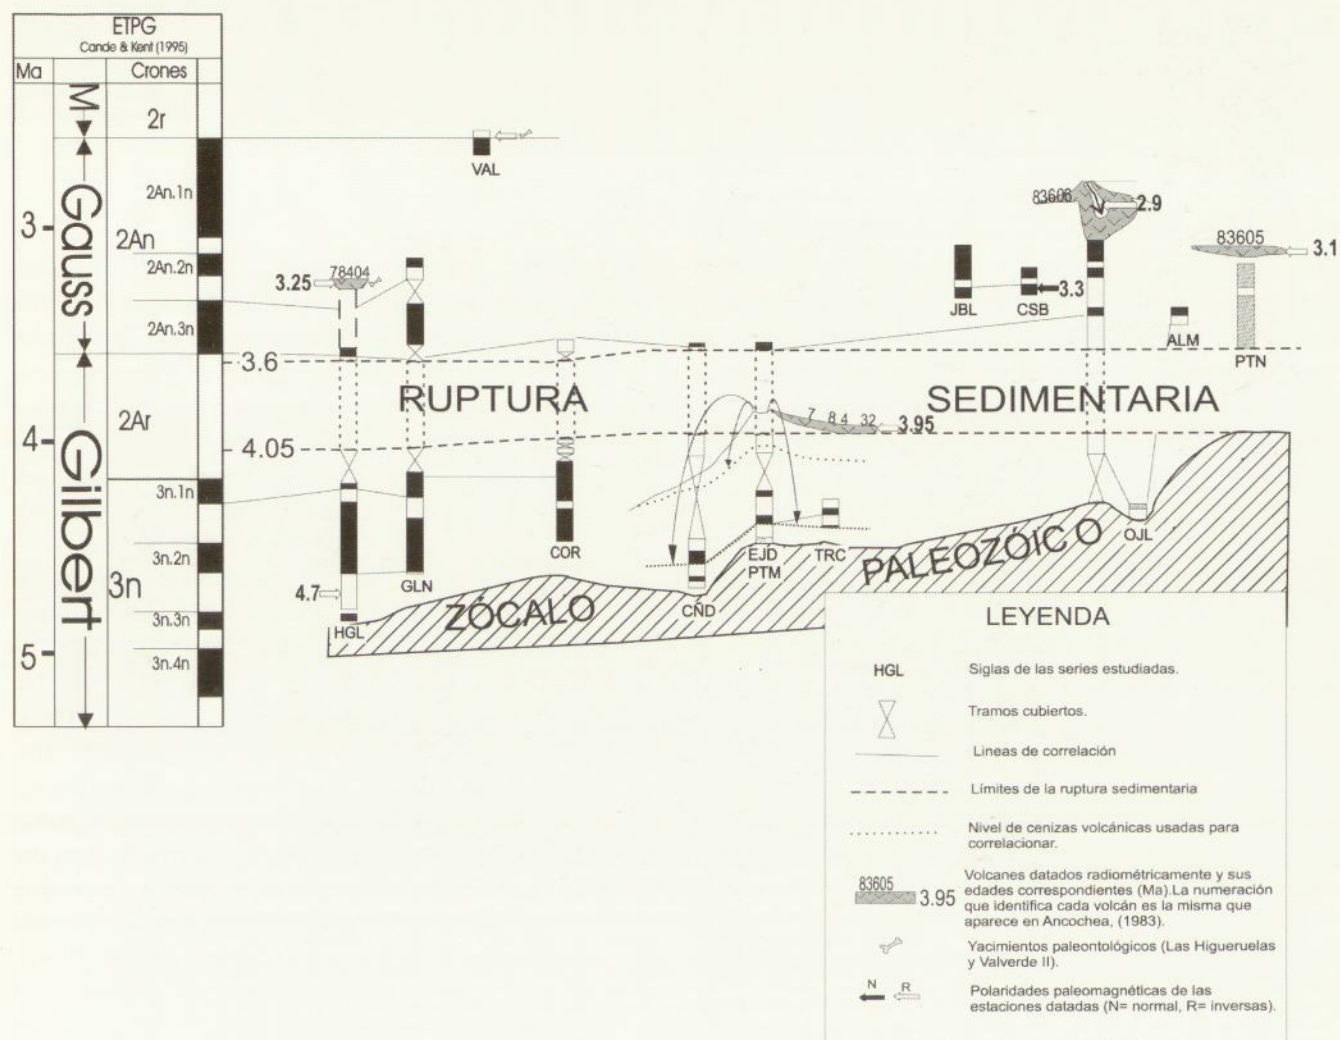 ETPG
Cande & Kent (1995)
Ma
Crones
M
2r
2An.1n
Gauss
3
2An
2An.2n
2An.3n
2Ar
4
Gilbert
3n.1n
3n.2n
3n
3n.3n
3n.4n
5
VAL
83606
2.9
83605
3.1
78404
3.25
3.3
JBL
CSB
ALM
PTN
3.6
RUPTURA
SEDIMENTARIA
7 8 4 32
3.95
4.05
COR
EJD
PTM
TRC
OJL
PALEOZÓICO
GLN
4.7
HGL
ZÓCALO
CÑD
LEYENDA
HGL
Siglas de las series estudiadas.
Tramos cubiertos.
Lineas de correlación
Límites de la ruptura sedimentaria
Nivel de cenizas volcánicas usadas para
correlacionar.
83605
3.95
Volcanes datados radiométricamente y sus
edades correspondientes (Ma).La numeración
que identifica cada volcán es la misma que
aparece en Ancochea, (1983).
Yacimientos paleontológicos (Las Higueruelas
y Valverde II).
N R
Polaridades paleomagnéticas de las
estaciones datadas (N= normal, R= inversas).